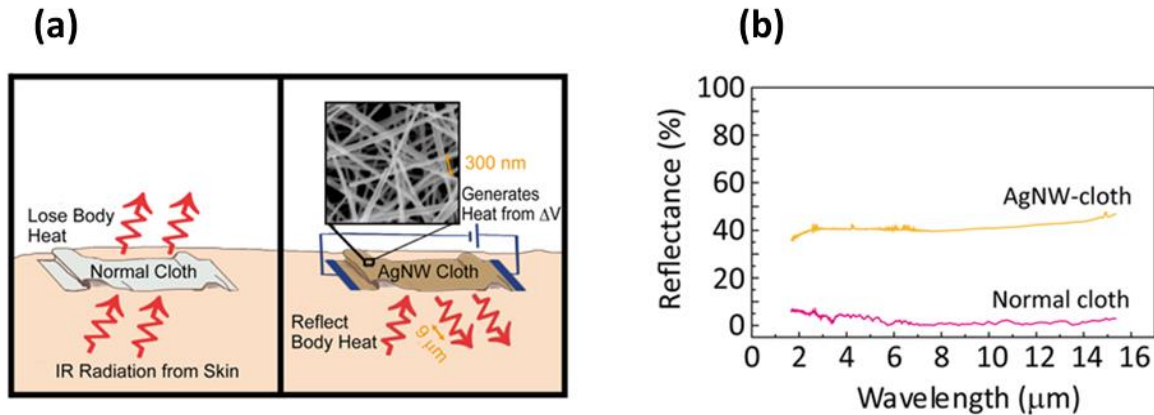 (a)
Lose Body
Heat
Normal Cloth
IR Radiation from Skin
300 nm
Generates
Heat from ΔV
AgNW Cloth
Reflect
Body Heat
9 μm
(b)
Reflectance (%)
100
80
60
40
20
0
AgNW-cloth
Normal cloth
0 2 4 6 8 10 12 14 16
Wavelength (μm)